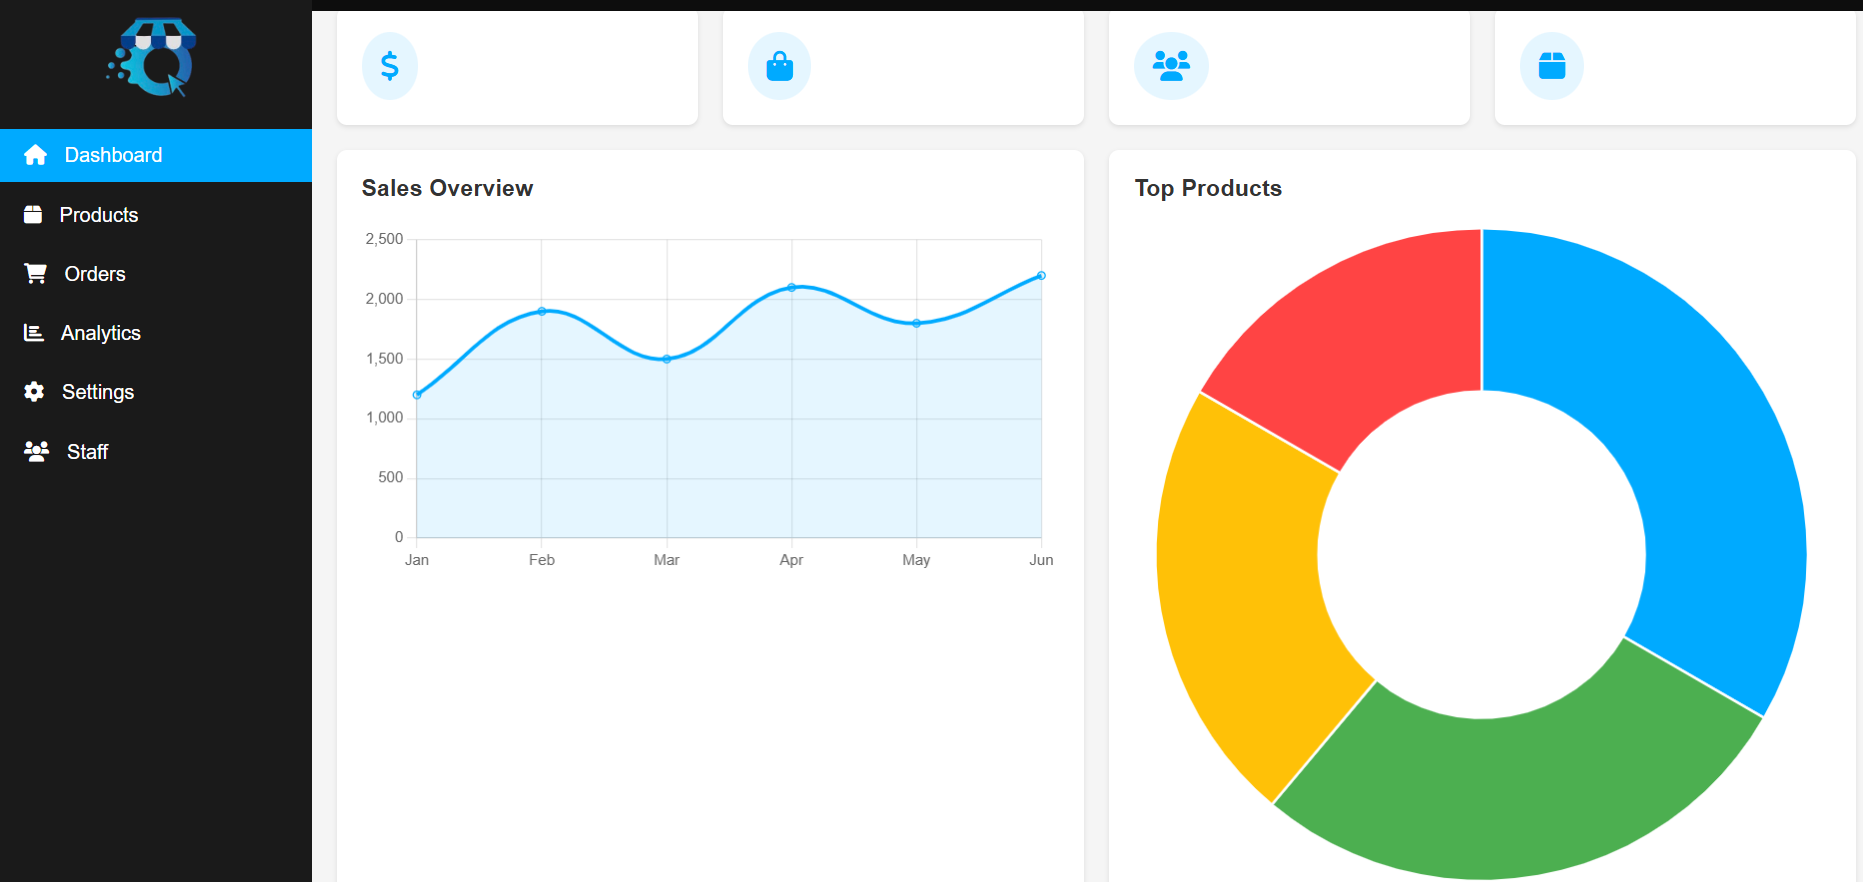 Dashboard
Products
Orders
Analytics
Settings
Staff
Sales Overview
2,500
2,000
1,500
1,000
500
0
Jan Feb Mar Apr May Jun
Top Products